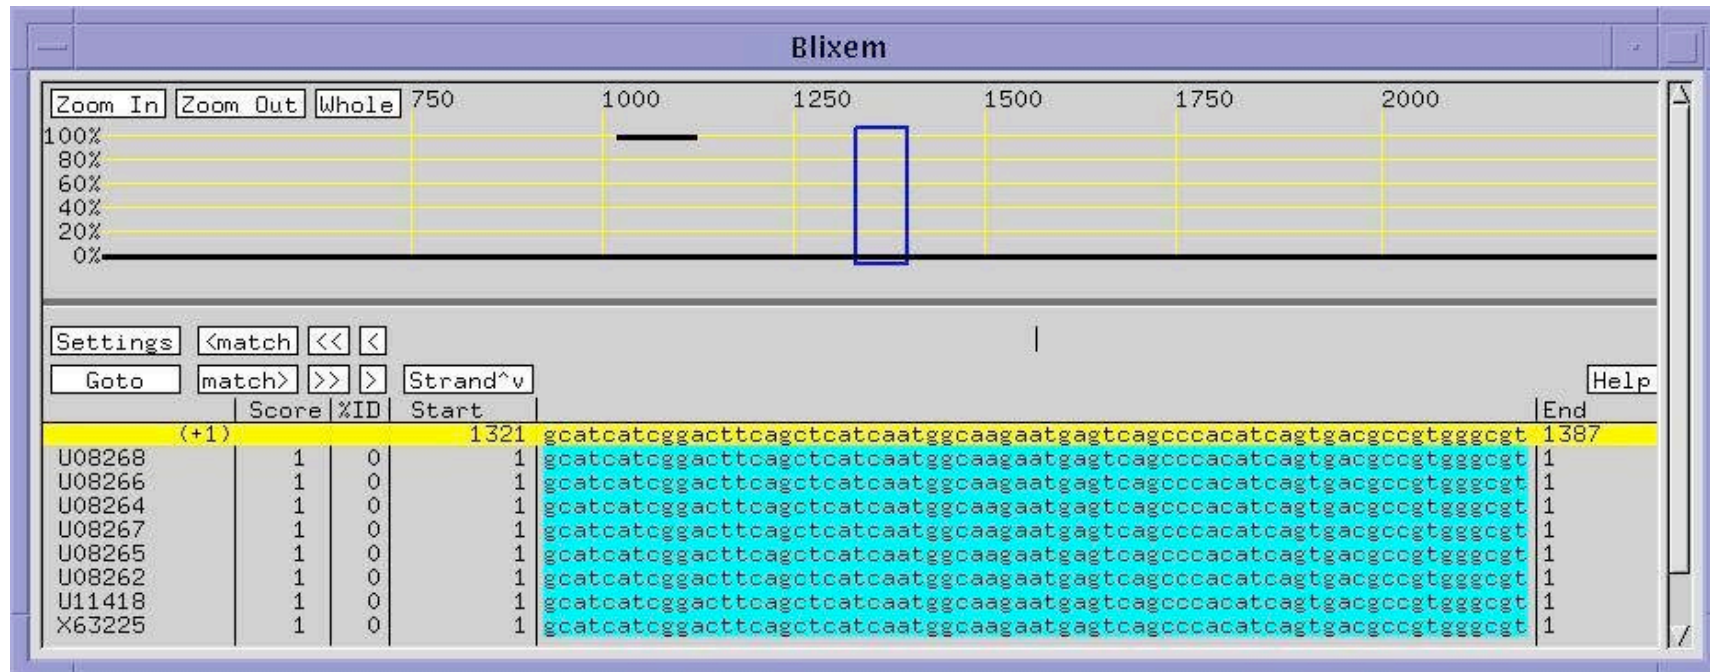 Blixem
Zoom In Zoom Out Whole 750 1000 1250 1500 1750 2000
100%
80%
60%
40%
20%
0%
Settings <match << <
Goto match> >> > Strand^v Help
Score %ID Start End
(+1) 1321 gcatcatcggacttcagctcatcaatggcaagaatgagtcagcccacatcagtgacgccgtgggcgt 1387
U08268 1 0 1 gcatcatcggacttcagctcatcaatggcaagaatgagtcagcccacatcagtgacgccgtgggcgt 1
U08266 1 0 1 gcatcatcggacttcagctcatcaatggcaagaatgagtcagcccacatcagtgacgccgtgggcgt 1
U08264 1 0 1 gcatcatcggacttcagctcatcaatggcaagaatgagtcagcccacatcagtgacgccgtgggcgt 1
U08267 1 0 1 gcatcatcggacttcagctcatcaatggcaagaatgagtcagcccacatcagtgacgccgtgggcgt 1
U08265 1 0 1 gcatcatcggacttcagctcatcaatggcaagaatgagtcagcccacatcagtgacgccgtgggcgt 1
U08262 1 0 1 gcatcatcggacttcagctcatcaatggcaagaatgagtcagcccacatcagtgacgccgtgggcgt 1
U11418 1 0 1 gcatcatcggacttcagctcatcaatggcaagaatgagtcagcccacatcagtgacgccgtgggcgt 1
X63225 1 0 1 gcatcatcggacttcagctcatcaatggcaagaatgagtcagcccacatcagtgacgccgtgggcgt 1